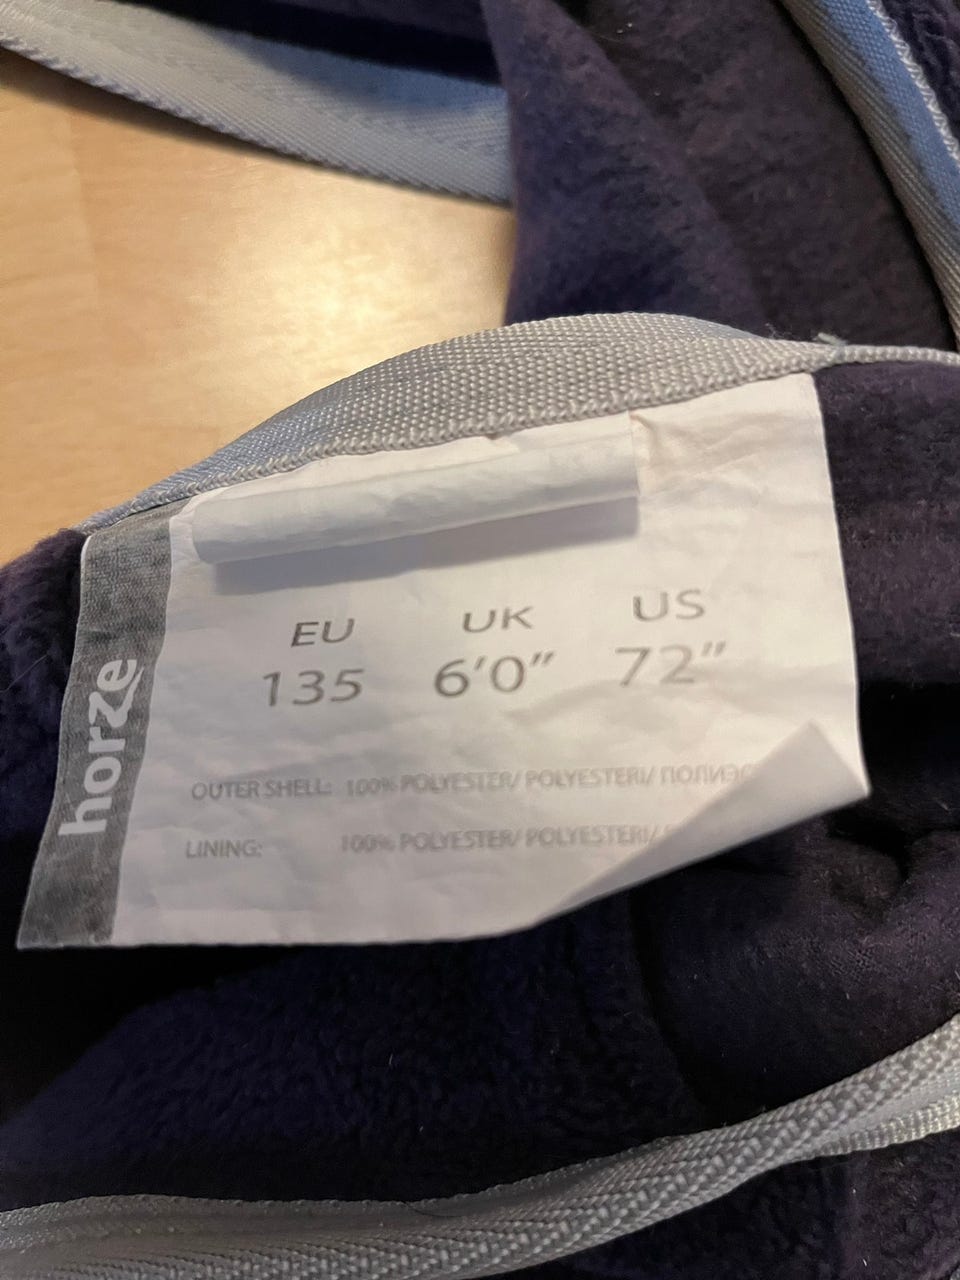 horze
EU UK US
135 6'0" 72"
OUTER SHELL: 100% POLYESTER/ POLYESTERI/
LINING: 100% POLYESTER/ POLYESTERI/